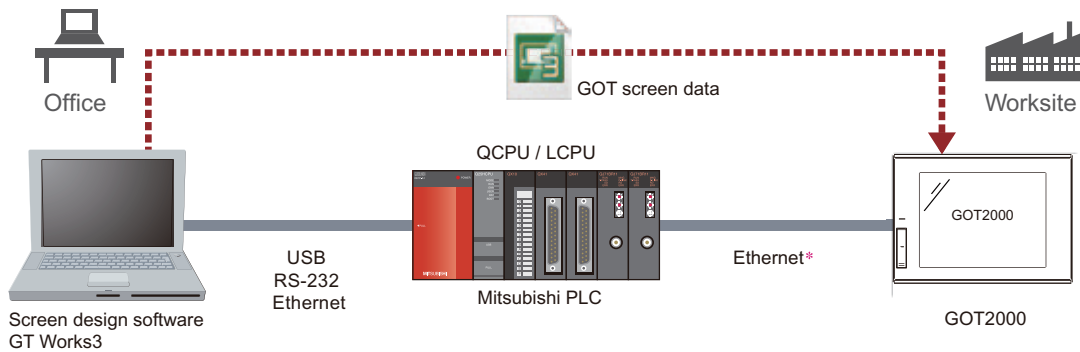 Office
GOT screen data
Worksite
QCPU / LCPU
MITSUBISHI
GOT2000
USB
RS-232
Ethernet
Ethernet*
Mitsubishi PLC
Screen design software
GT Works3
GOT2000